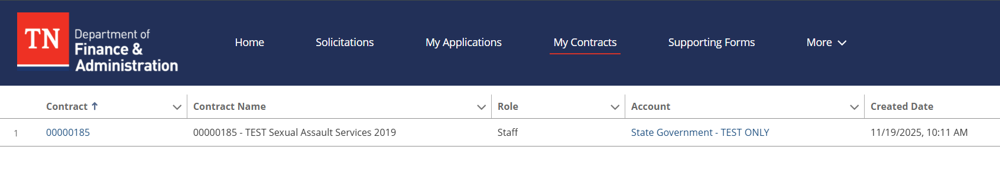 TN
Department of
Finance &
Administration
Home Solicitations My Applications My Contracts Supporting Forms More
Contract ↑ Contract Name Role Account Created Date
1 00000185 00000185 - TEST Sexual Assault Services 2019 Staff State Government - TEST ONLY 11/19/2025, 10:11 AM